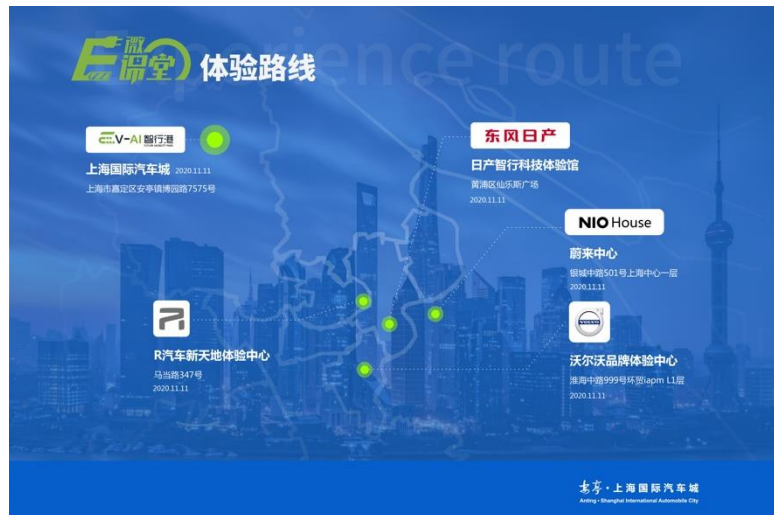 Experience route
E微课堂 体验路线
EV-AI 智行港
上海国际汽车城 2020.11.11
上海市嘉定区安亭镇博园路7575号
东风日产
日产智行科技体验馆
黄浦区仙乐斯广场
2020.11.11
NIO House
蔚来中心
银城中路501号上海中心一层
2020.11.11
R汽车新天地体验中心
马当路347号
2020.11.11
VOLVO
沃尔沃品牌体验中心
淮海中路999号环贸iapm L1层
2020.11.11
安亭·上海国际汽车城
Anting · Shanghai International Automobile City